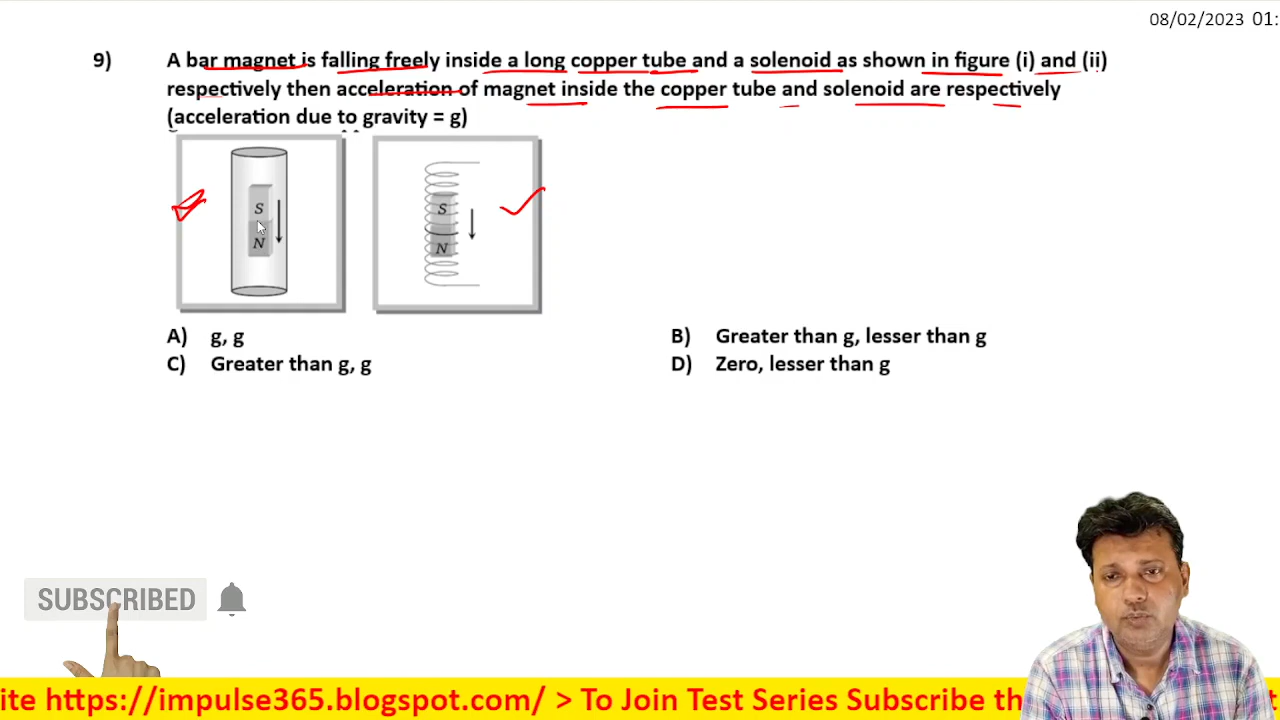 08/02/2023 01:
9) A bar magnet is falling freely inside a long copper tube and a solenoid as shown in figure (i) and (ii)
respectively then acceleration of magnet inside the copper tube and solenoid are respectively
(acceleration due to gravity = g)
S
N
S
N
A) g, g
B) Greater than g, lesser than g
C) Greater than g, g
D) Zero, lesser than g
SUBSCRIBED
ite https://impulse365.blogspot.com/ > To Join Test Series Subscribe th